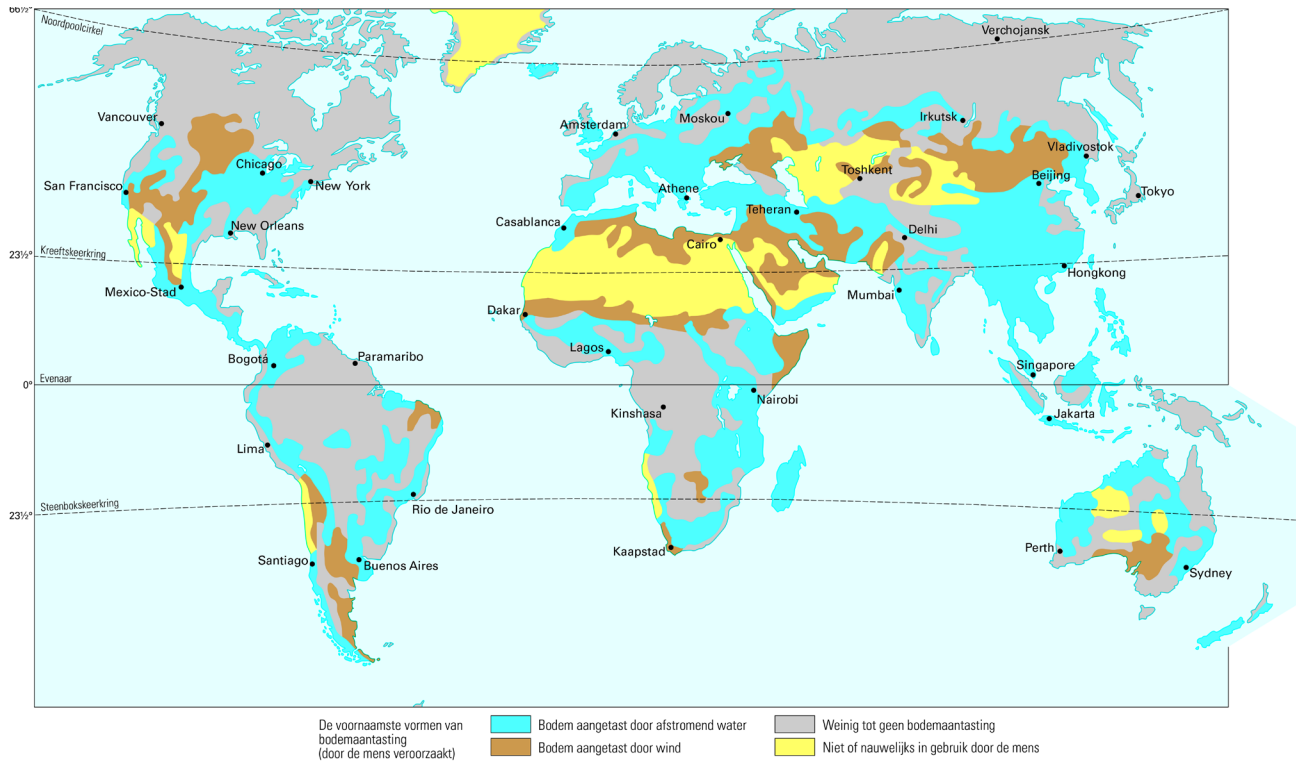 66½°
Noordpoolcirkel
Verchojansk
Vancouver
Amsterdam
Moskou
Irkutsk
Chicago
Vladivostok
San Francisco
New York
Toshkent
Beijing
Athene
Tokyo
Casablanca
Teheran
New Orleans
Cairo
Delhi
23½°
Kreeftskeerkring
Hongkong
Mexico-Stad
Mumbai
Dakar
Lagos
Bogotá
Paramaribo
Singapore
0°
Evenaar
Nairobi
Kinshasa
Jakarta
Lima
Steenbokskeerkring
23½°
Rio de Janeiro
Perth
Kaapstad
Santiago
Buenos Aires
Sydney
De voornaamste vormen van
bodemaantasting
(door de mens veroorzaakt)
Bodem aangetast door afstromend water
Bodem aangetast door wind
Weinig tot geen bodemaantasting
Niet of nauwelijks in gebruik door de mens